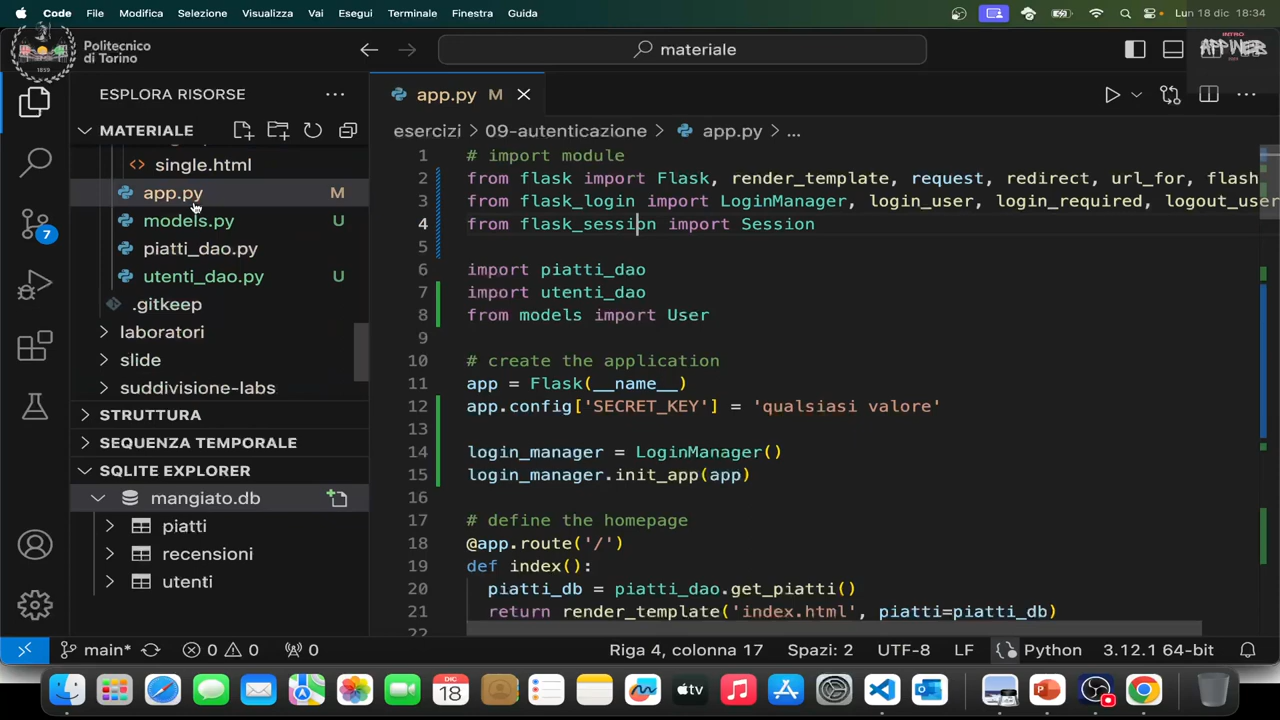 Code File Modifica Selezione Visualizza Vai Esegui Terminale Finestra Guida Lun 18 dic 18:34
Politecnico
di Torino
1859
materiale
INTRO
APPWEB
ESPLORA RISORSE
app.py M
MATERIALE
esercizi > 09-autenticazione > app.py > ...
single.html
app.py M
models.py U
piatti_dao.py
utenti_dao.py U
.gitkeep
laboratori
slide
suddivisione-labs
STRUTTURA
SEQUENZA TEMPORALE
SQLITE EXPLORER
mangiato.db
piatti
recensioni
utenti
7
1 # import module
2 from flask import Flask, render_template, request, redirect, url_for, flash
3 from flask_login import LoginManager, login_user, login_required, logout_user
4 from flask_session import Session
5
6 import piatti_dao
7 import utenti_dao
8 from models import User
9
10 # create the application
11 app = Flask(__name__)
12 app.config['SECRET_KEY'] = 'qualsiasi valore'
13
14 login_manager = LoginManager()
15 login_manager.init_app(app)
16
17 # define the homepage
18 @app.route('/')
19 def index():
20 piatti_db = piatti_dao.get_piatti()
21 return render_template('index.html', piatti=piatti_db)
22
main* 0 0 0 Riga 4, colonna 17 Spazi: 2 UTF-8 LF Python 3.12.1 64-bit
DEC
18
tv